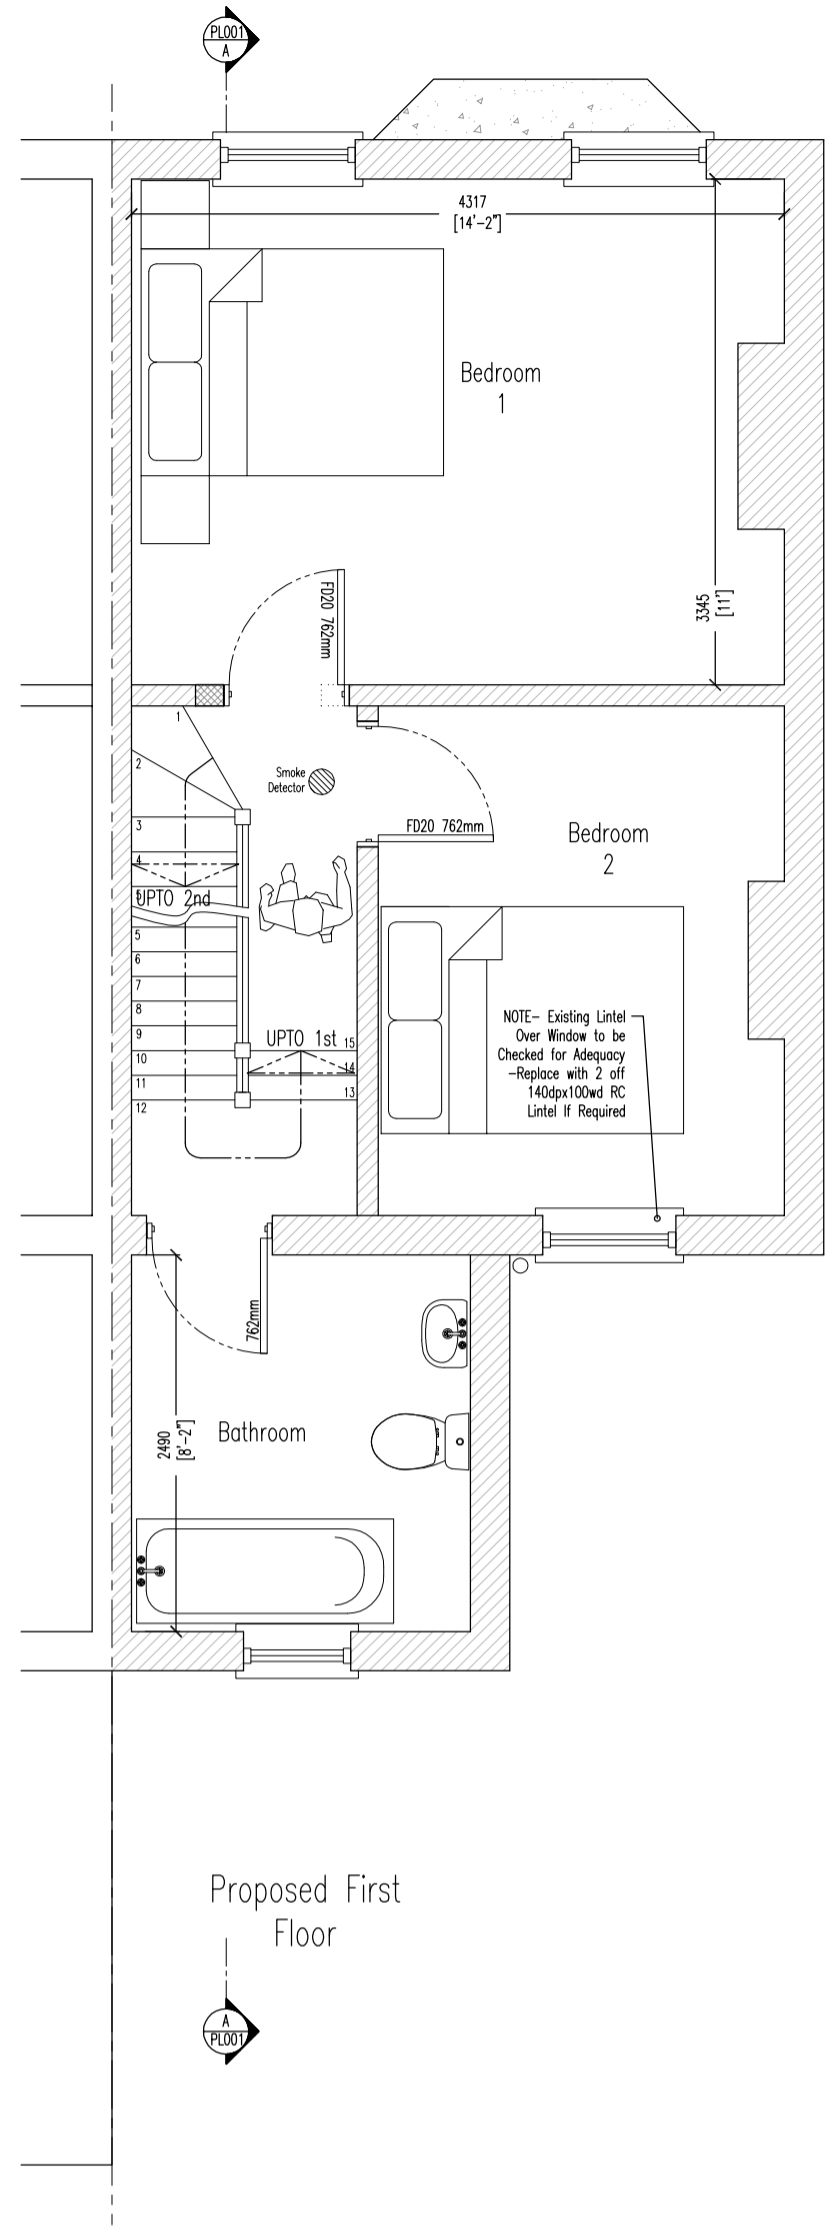 PL001
A
4317
[14'-2"]
Bedroom
1
FD20 762mm
3345
[11']
1
2
3
4
5
UPTO 2nd
5
6
7
8
9
10
11
12
Smoke
Detector
FD20 762mm
Bedroom
2
UPTO 1st
15
14
13
NOTE- Existing Lintel
Over Window to be
Checked for Adequacy
-Replace with 2 off
140dpx100wd RC
Lintel If Required
762mm
2490
[8'-2"]
Bathroom
Proposed First
Floor
A
PL001